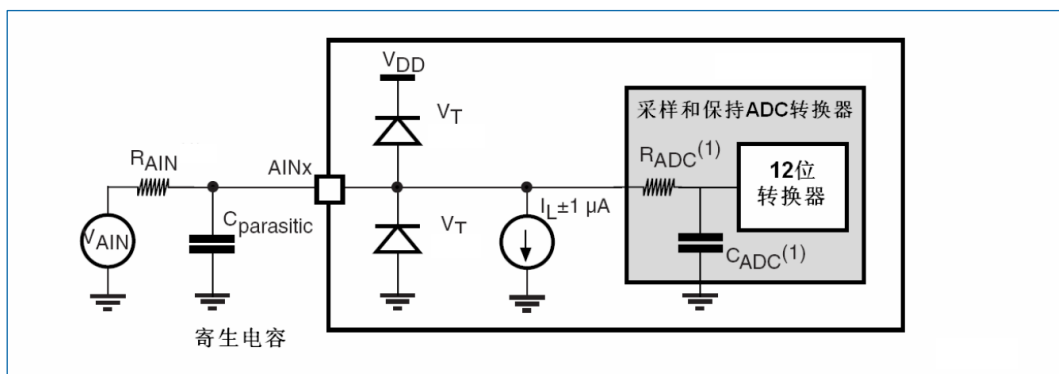 VDD
VT
采样和保持ADC转换器
RAIN
AINx
RADC(1)
12位
转换器
VAIN
Cparasitic
VT
IL±1 µA
CADC(1)
寄生电容